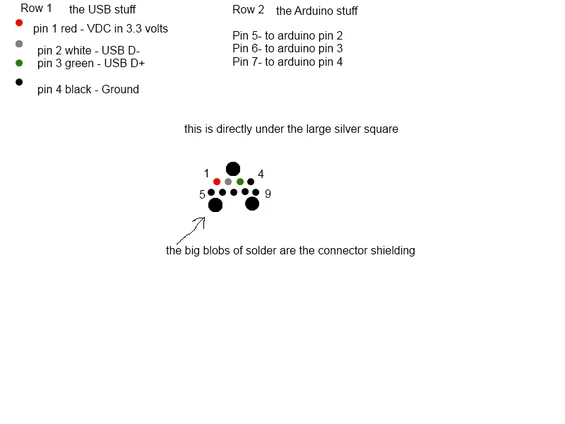 Row 1 the USB stuff
pin 1 red - VDC in 3.3 volts
pin 2 white - USB D-
pin 3 green - USB D+
pin 4 black - Ground
Row 2 the Arduino stuff
Pin 5- to arduino pin 2
Pin 6- to arduino pin 3
Pin 7- to arduino pin 4
this is directly under the large silver square
1 4
5 9
the big blobs of solder are the connector shielding